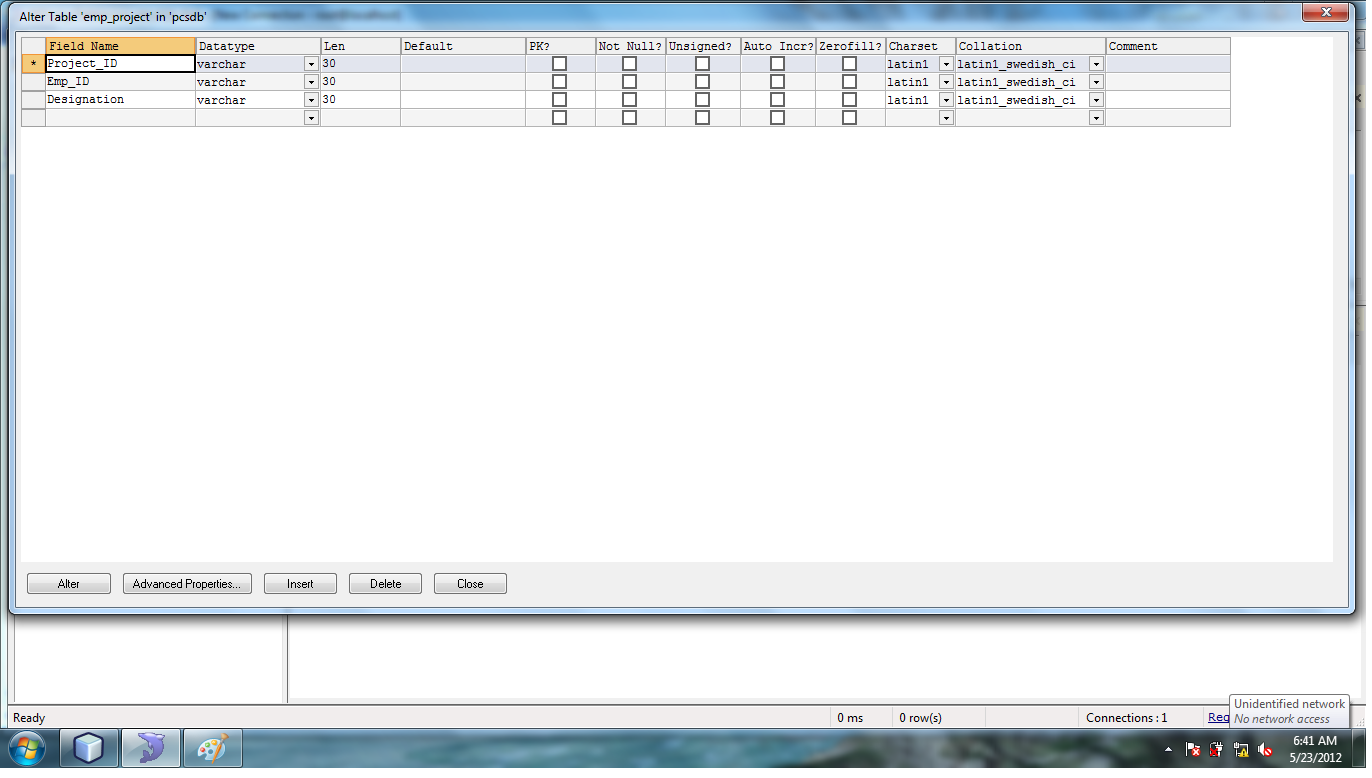 Alter Table 'emp_project' in 'pcsdb'
Field Name Datatype Len Default PK? Not Null? Unsigned? Auto Incr? Zerofill? Charset Collation Comment
* Project_ID varchar 30 latin1 latin1_swedish_ci
Emp_ID varchar 30 latin1 latin1_swedish_ci
Designation varchar 30 latin1 latin1_swedish_ci
Alter Advanced Properties... Insert Delete Close
Ready 0 ms 0 row(s) Connections : 1 Reg
Unidentified network
No network access
6:41 AM
5/23/2012